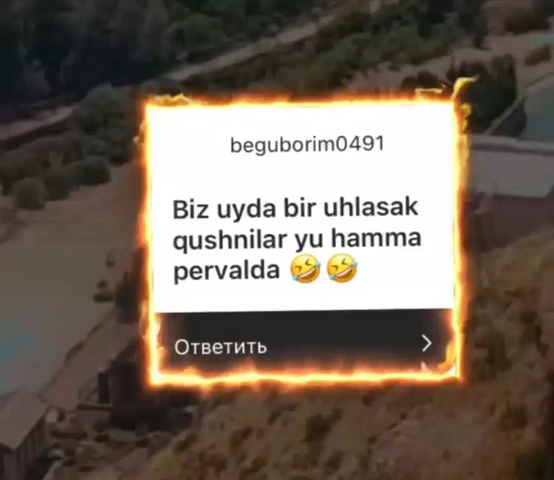 beguborim0491
Biz uyda bir uhlasak
qushnilar yu hamma
pervalda 🤣🤣
Ответить